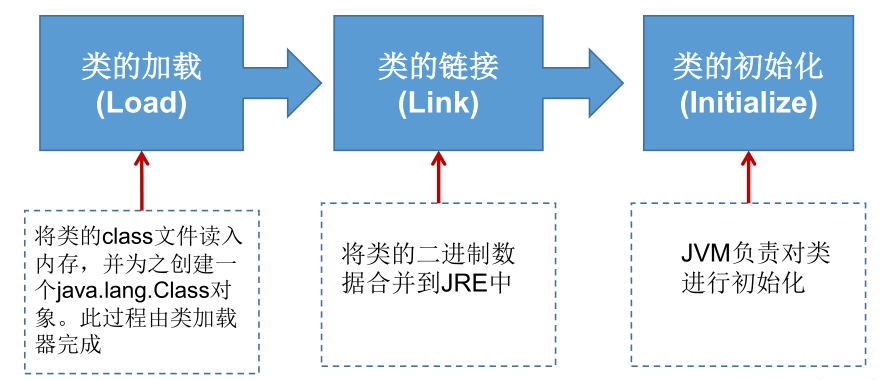 类的加载
(Load)
类的链接
(Link)
类的初始化
(Initialize)
将类的class文件读入
内存，并为之创建一
个java.lang.Class对
象。此过程由类加载
器完成
将类的二进制数
据合并到JRE中
JVM负责对类
进行初始化